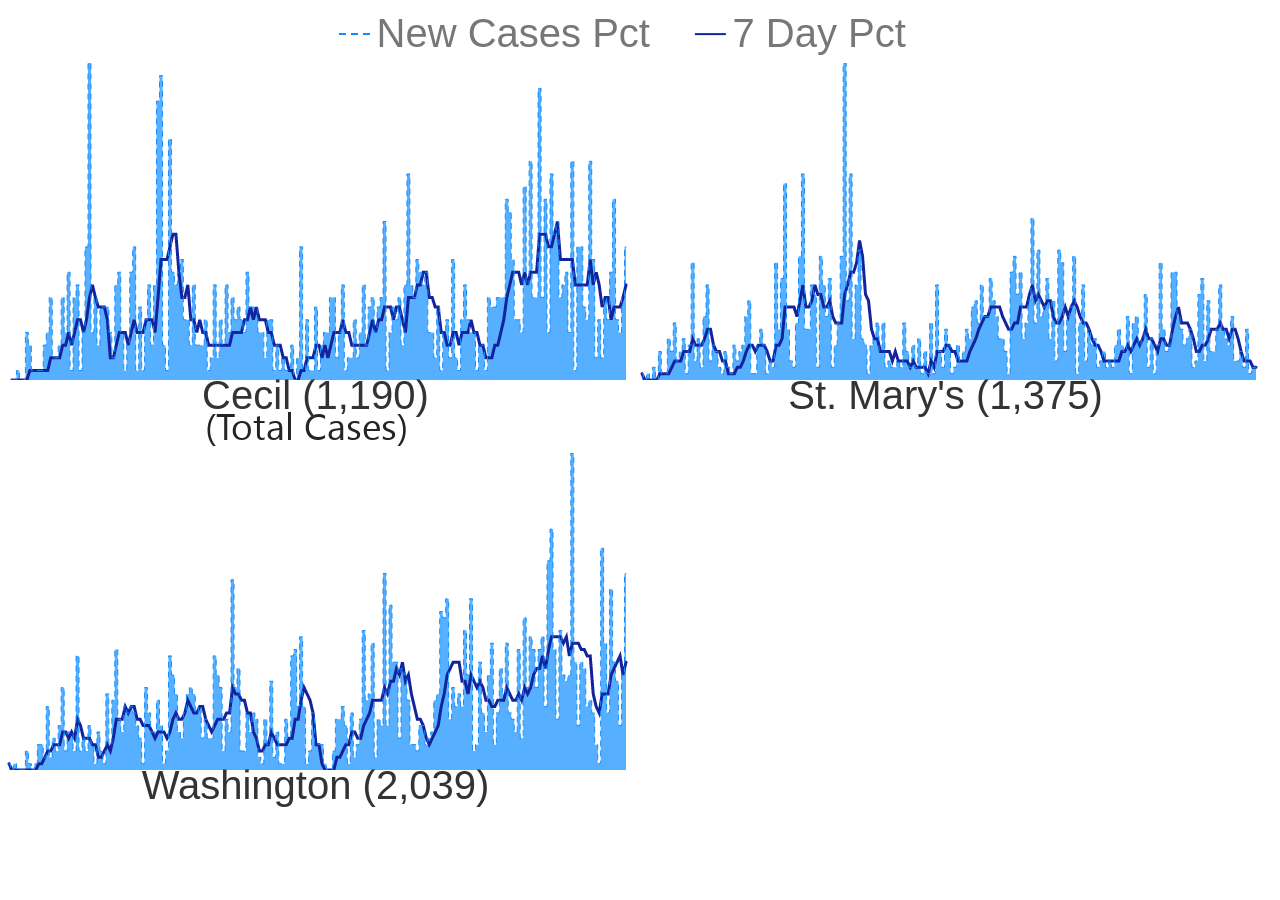 New Cases Pct 7 Day Pct
Cecil (1,190)
(Total Cases)
St. Mary's (1,375)
Washington (2,039)